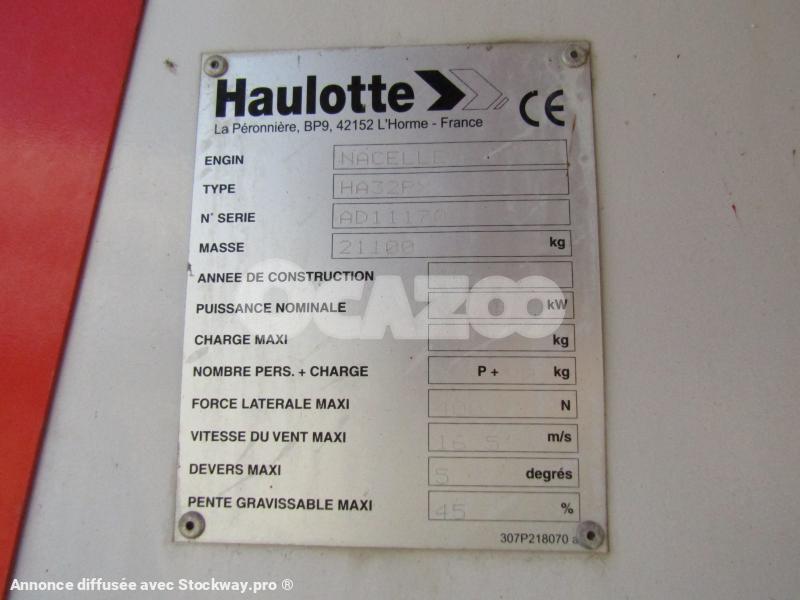 Haulotte
CE
La Péronnière, BP9, 42152 L'Horme - France
ENGIN NACELLE
TYPE HA32PX
N° SERIE AD11170
MASSE 21100 kg
ANNEE DE CONSTRUCTION
PUISSANCE NOMINALE kW
CHARGE MAXI kg
NOMBRE PERS. + CHARGE P + kg
FORCE LATERALE MAXI N
VITESSE DU VENT MAXI m/s
DEVERS MAXI 5 degrés
PENTE GRAVISSABLE MAXI 45 %
307P218070 a
OCAZOO
Annonce diffusée avec Stockway.pro ®